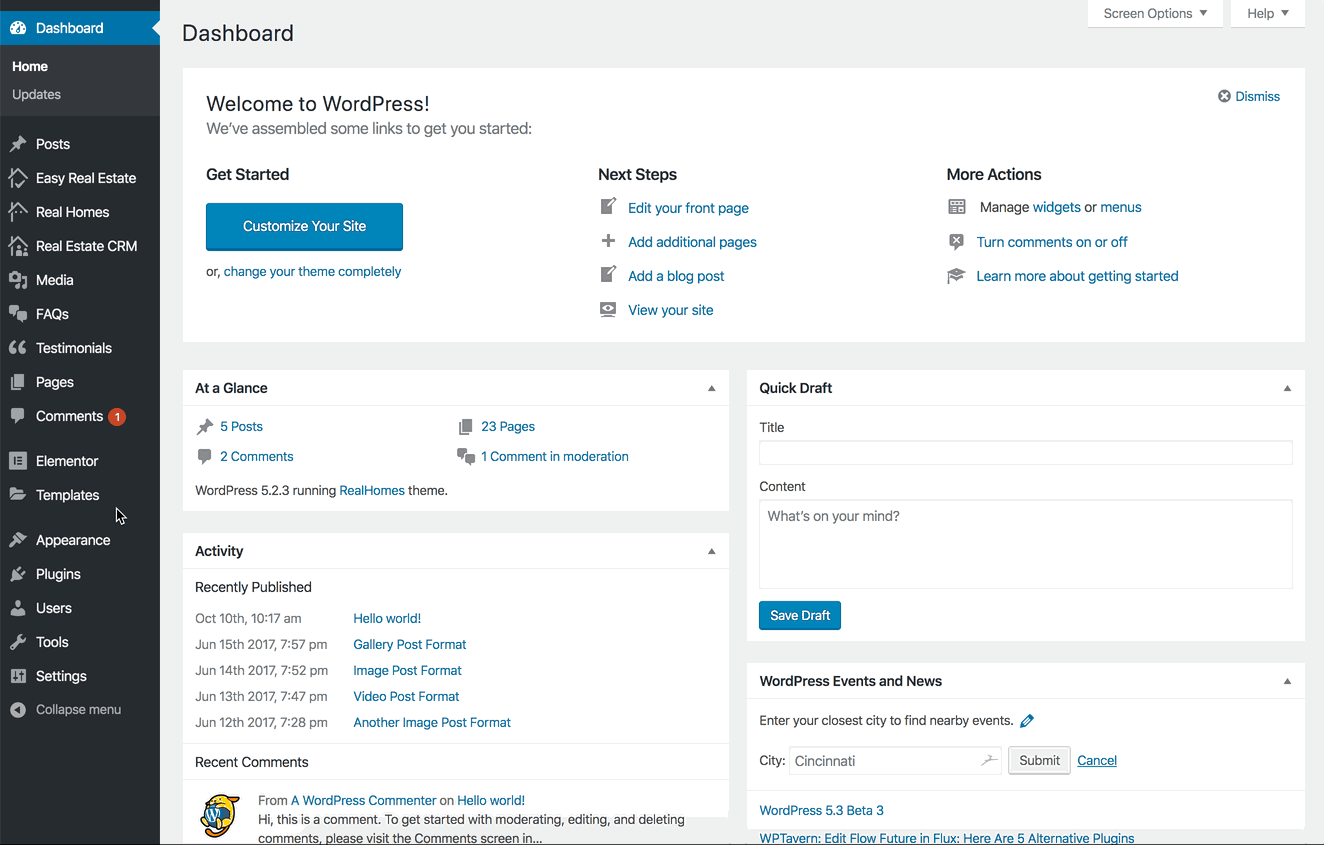 Dashboard
Home
Updates
Posts
Easy Real Estate
Real Homes
Real Estate CRM
Media
FAQs
Testimonials
Pages
Comments 1
Elementor
Templates
Appearance
Plugins
Users
Tools
Settings
Collapse menu
Screen Options
Help
Dashboard
Welcome to WordPress!
We've assembled some links to get you started:
Dismiss
Get Started
Customize Your Site
or, change your theme completely
Next Steps
Edit your front page
Add additional pages
Add a blog post
View your site
More Actions
Manage widgets or menus
Turn comments on or off
Learn more about getting started
At a Glance
5 Posts
23 Pages
2 Comments
1 Comment in moderation
WordPress 5.2.3 running RealHomes theme.
Activity
Recently Published
Oct 10th, 10:17 am Hello world!
Jun 15th 2017, 7:57 pm Gallery Post Format
Jun 14th 2017, 7:52 pm Image Post Format
Jun 13th 2017, 7:47 pm Video Post Format
Jun 12th 2017, 7:28 pm Another Image Post Format
Recent Comments
From A WordPress Commenter on Hello world!
Hi, this is a comment. To get started with moderating, editing, and deleting
comments, please visit the Comments screen in...
Quick Draft
Title
Content
What's on your mind?
Save Draft
WordPress Events and News
Enter your closest city to find nearby events.
City: Cincinnati Submit Cancel
WordPress 5.3 Beta 3
WPTavern: Edit Flow Future in Flux: Here Are 5 Alternative Plugins